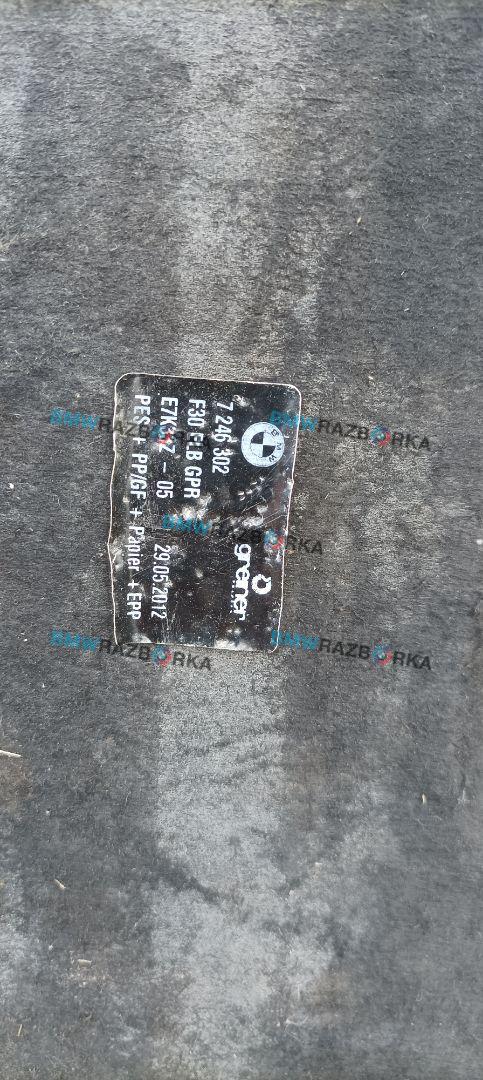 BMW
greiner
7 246 302
F30 FLB GPR
29.05.2012
PES + PP/GF + Papier + EPP
BMWRAZBORKA
BMWRAZBORKA
BMWRAZBORKA
BMWRAZBORKA
BMWRAZBORKA